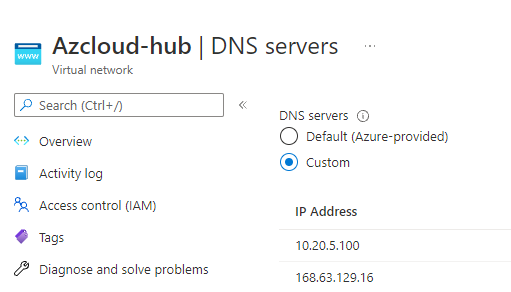 Azcloud-hub | DNS servers ...
www
Virtual network
Search (Ctrl+/)
«
Overview
Activity log
Access control (IAM)
Tags
Diagnose and solve problems
DNS servers
Default (Azure-provided)
Custom
IP Address
10.20.5.100
168.63.129.16